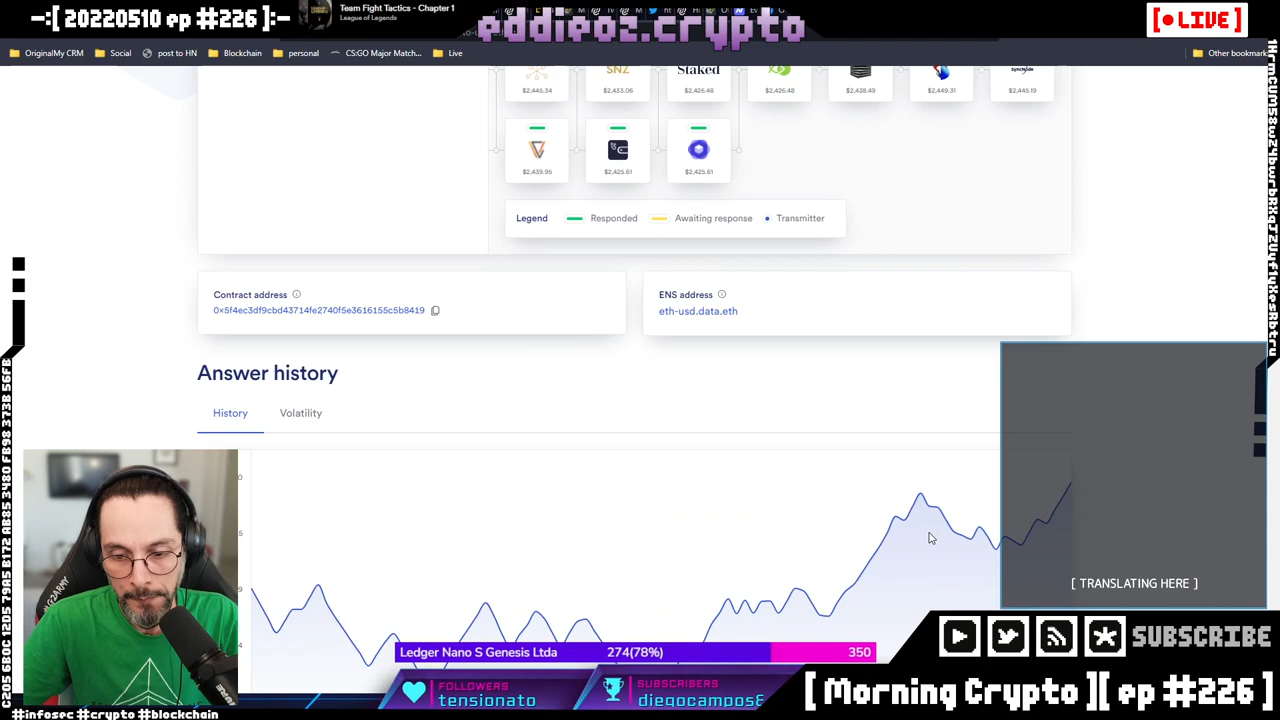 -:[ 20220510 ep #226 ]:-
Team Fight Tactics - Chapter 1
League of Legends
eddieoz.crypto
[●LIVE]
OriginalMy CRM
Social
post to HN
Blockchain
personal
CS:GO Major Match...
Live
Other bookmark
SNZ
Staked
$2,445.34
$2,433.06
$2,426.48
$2,426.48
$2,438.49
$2,449.31
$2,445.19
$2,439.95
$2,425.61
$2,425.61
Legend
Responded
Awaiting response
Transmitter
Contract address
0x5f4ec3df9cbd43714fe2740f5e3616155c5b8419
ENS address
eth-usd.data.eth
Answer history
History
Volatility
[ TRANSLATING HERE ]
Ledger Nano S Genesis Ltda
274(78%)
350
SUBSCRIBE
FOLLOWERS
tensionato
SUBSCRIBERS
diegocampos8
[ Morning Crypto ][ ep #226 ]
#infosec #crypto #blockchain